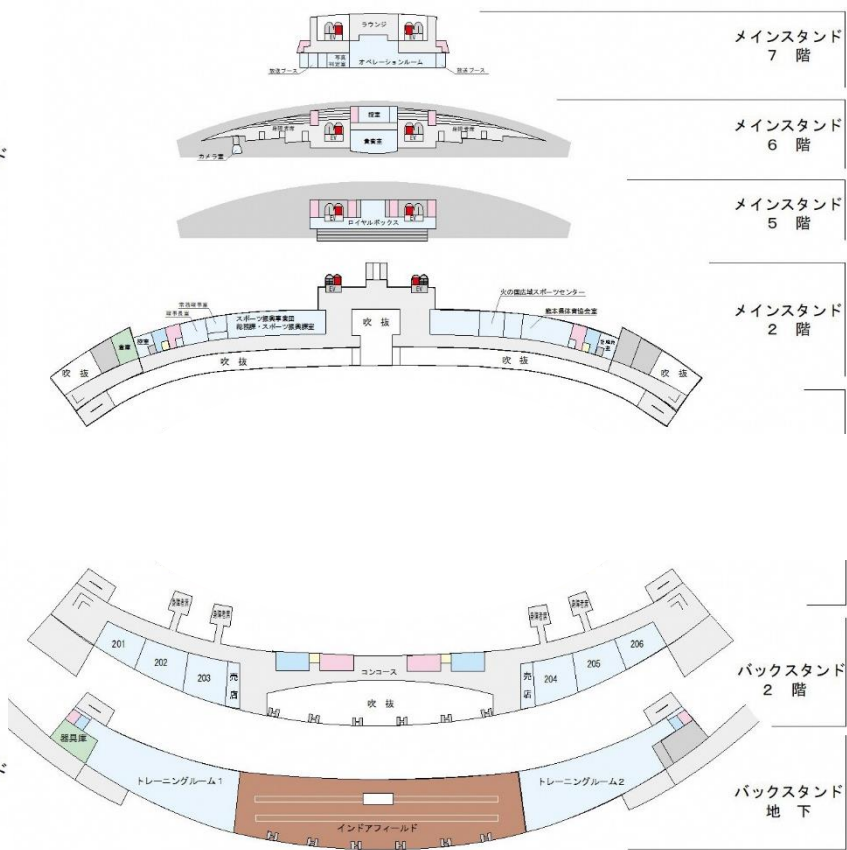 ラウンジ
メインスタンド
7 階
EV
EV
オペレーションルーム
放送ブース
放送ブース
メインスタンド
6 階
控室
EV
EV
貴賓室
カメラ室
メインスタンド
5 階
EV
EV
ロイヤルボックス
メインスタンド
2 階
EV
EV
火の国広域スポーツセンター
熊本県体育協会室
スポーツ振興事業団
吹 抜
倉庫
控室
吹 抜
吹 抜
吹 抜
吹 抜
201
202
203
売店
コンコース
吹 抜
売店
204
205
206
バックスタンド
2 階
器具庫
トレーニングルーム1
トレーニングルーム2
インドアフィールド
バックスタンド
地 下
ド
ド